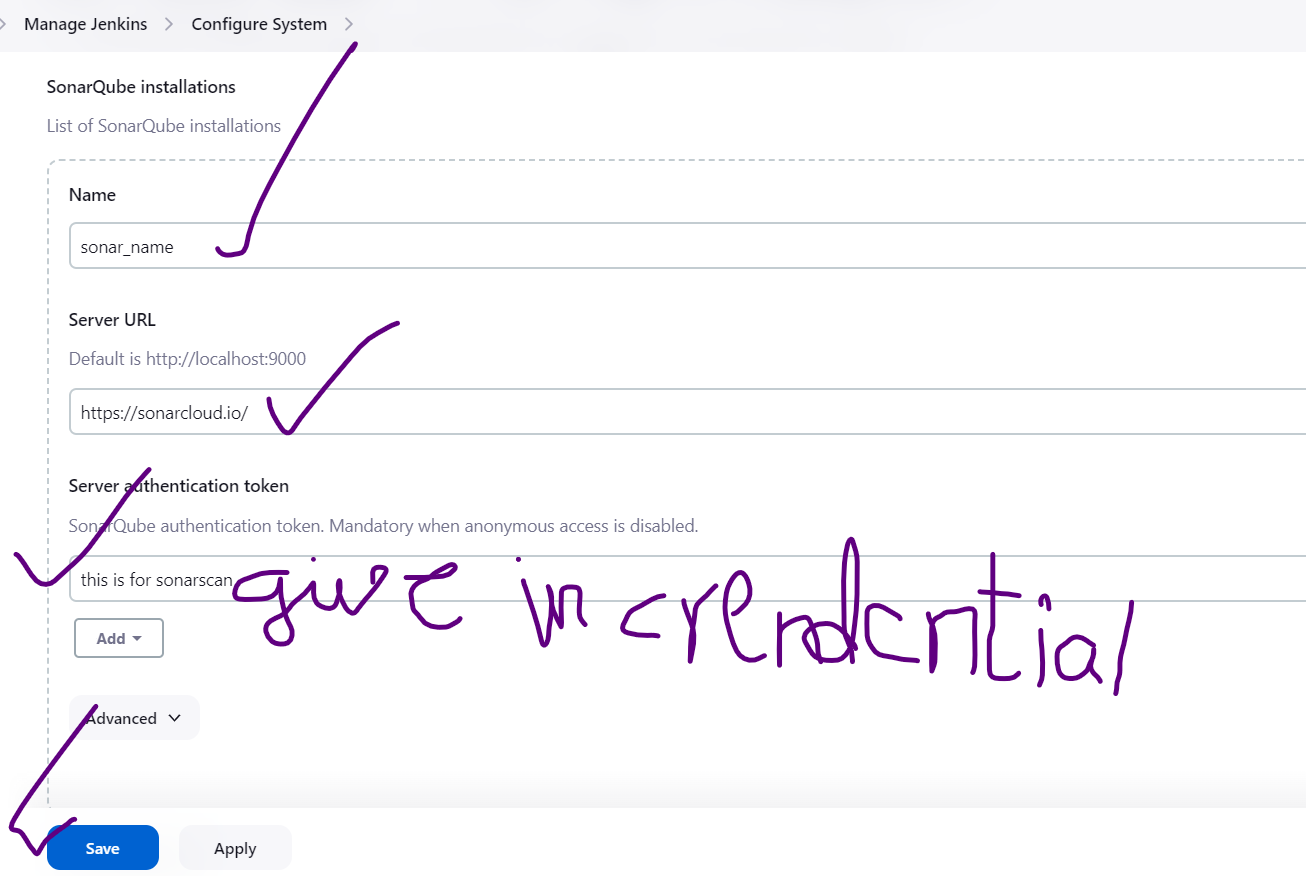 Manage Jenkins > Configure System >
SonarQube installations
List of SonarQube installations
Name
sonar_name
Server URL
Default is http://localhost:9000
https://sonarcloud.io/
Server authentication token
SonarQube authentication token. Mandatory when anonymous access is disabled.
this is for sonarscan
give in crendential
Add
Advanced
Save Apply